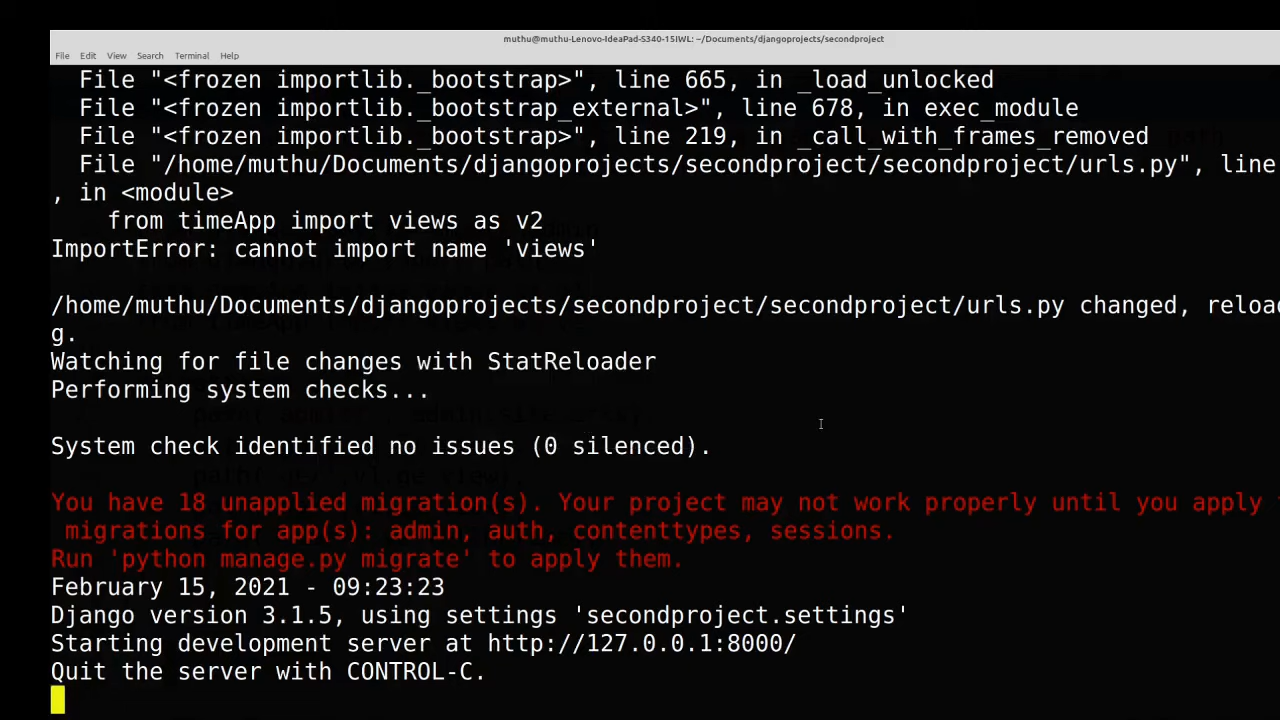 muthu@muthu-Lenovo-IdeaPad-S340-15IWL: ~/Documents/djangoprojects/secondproject
File Edit View Search Terminal Help
File "<frozen importlib._bootstrap>", line 665, in _load_unlocked
File "<frozen importlib._bootstrap_external>", line 678, in exec_module
File "<frozen importlib._bootstrap>", line 219, in _call_with_frames_removed
File "/home/muthu/Documents/djangoprojects/secondproject/secondproject/urls.py", line
, in <module>
from timeApp import views as v2
ImportError: cannot import name 'views'
/home/muthu/Documents/djangoprojects/secondproject/secondproject/urls.py changed, reloa
g.
Watching for file changes with StatReloader
Performing system checks...
System check identified no issues (0 silenced).
You have 18 unapplied migration(s). Your project may not work properly until you apply
migrations for app(s): admin, auth, contenttypes, sessions.
Run 'python manage.py migrate' to apply them.
February 15, 2021 - 09:23:23
Django version 3.1.5, using settings 'secondproject.settings'
Starting development server at http://127.0.0.1:8000/
Quit the server with CONTROL-C.